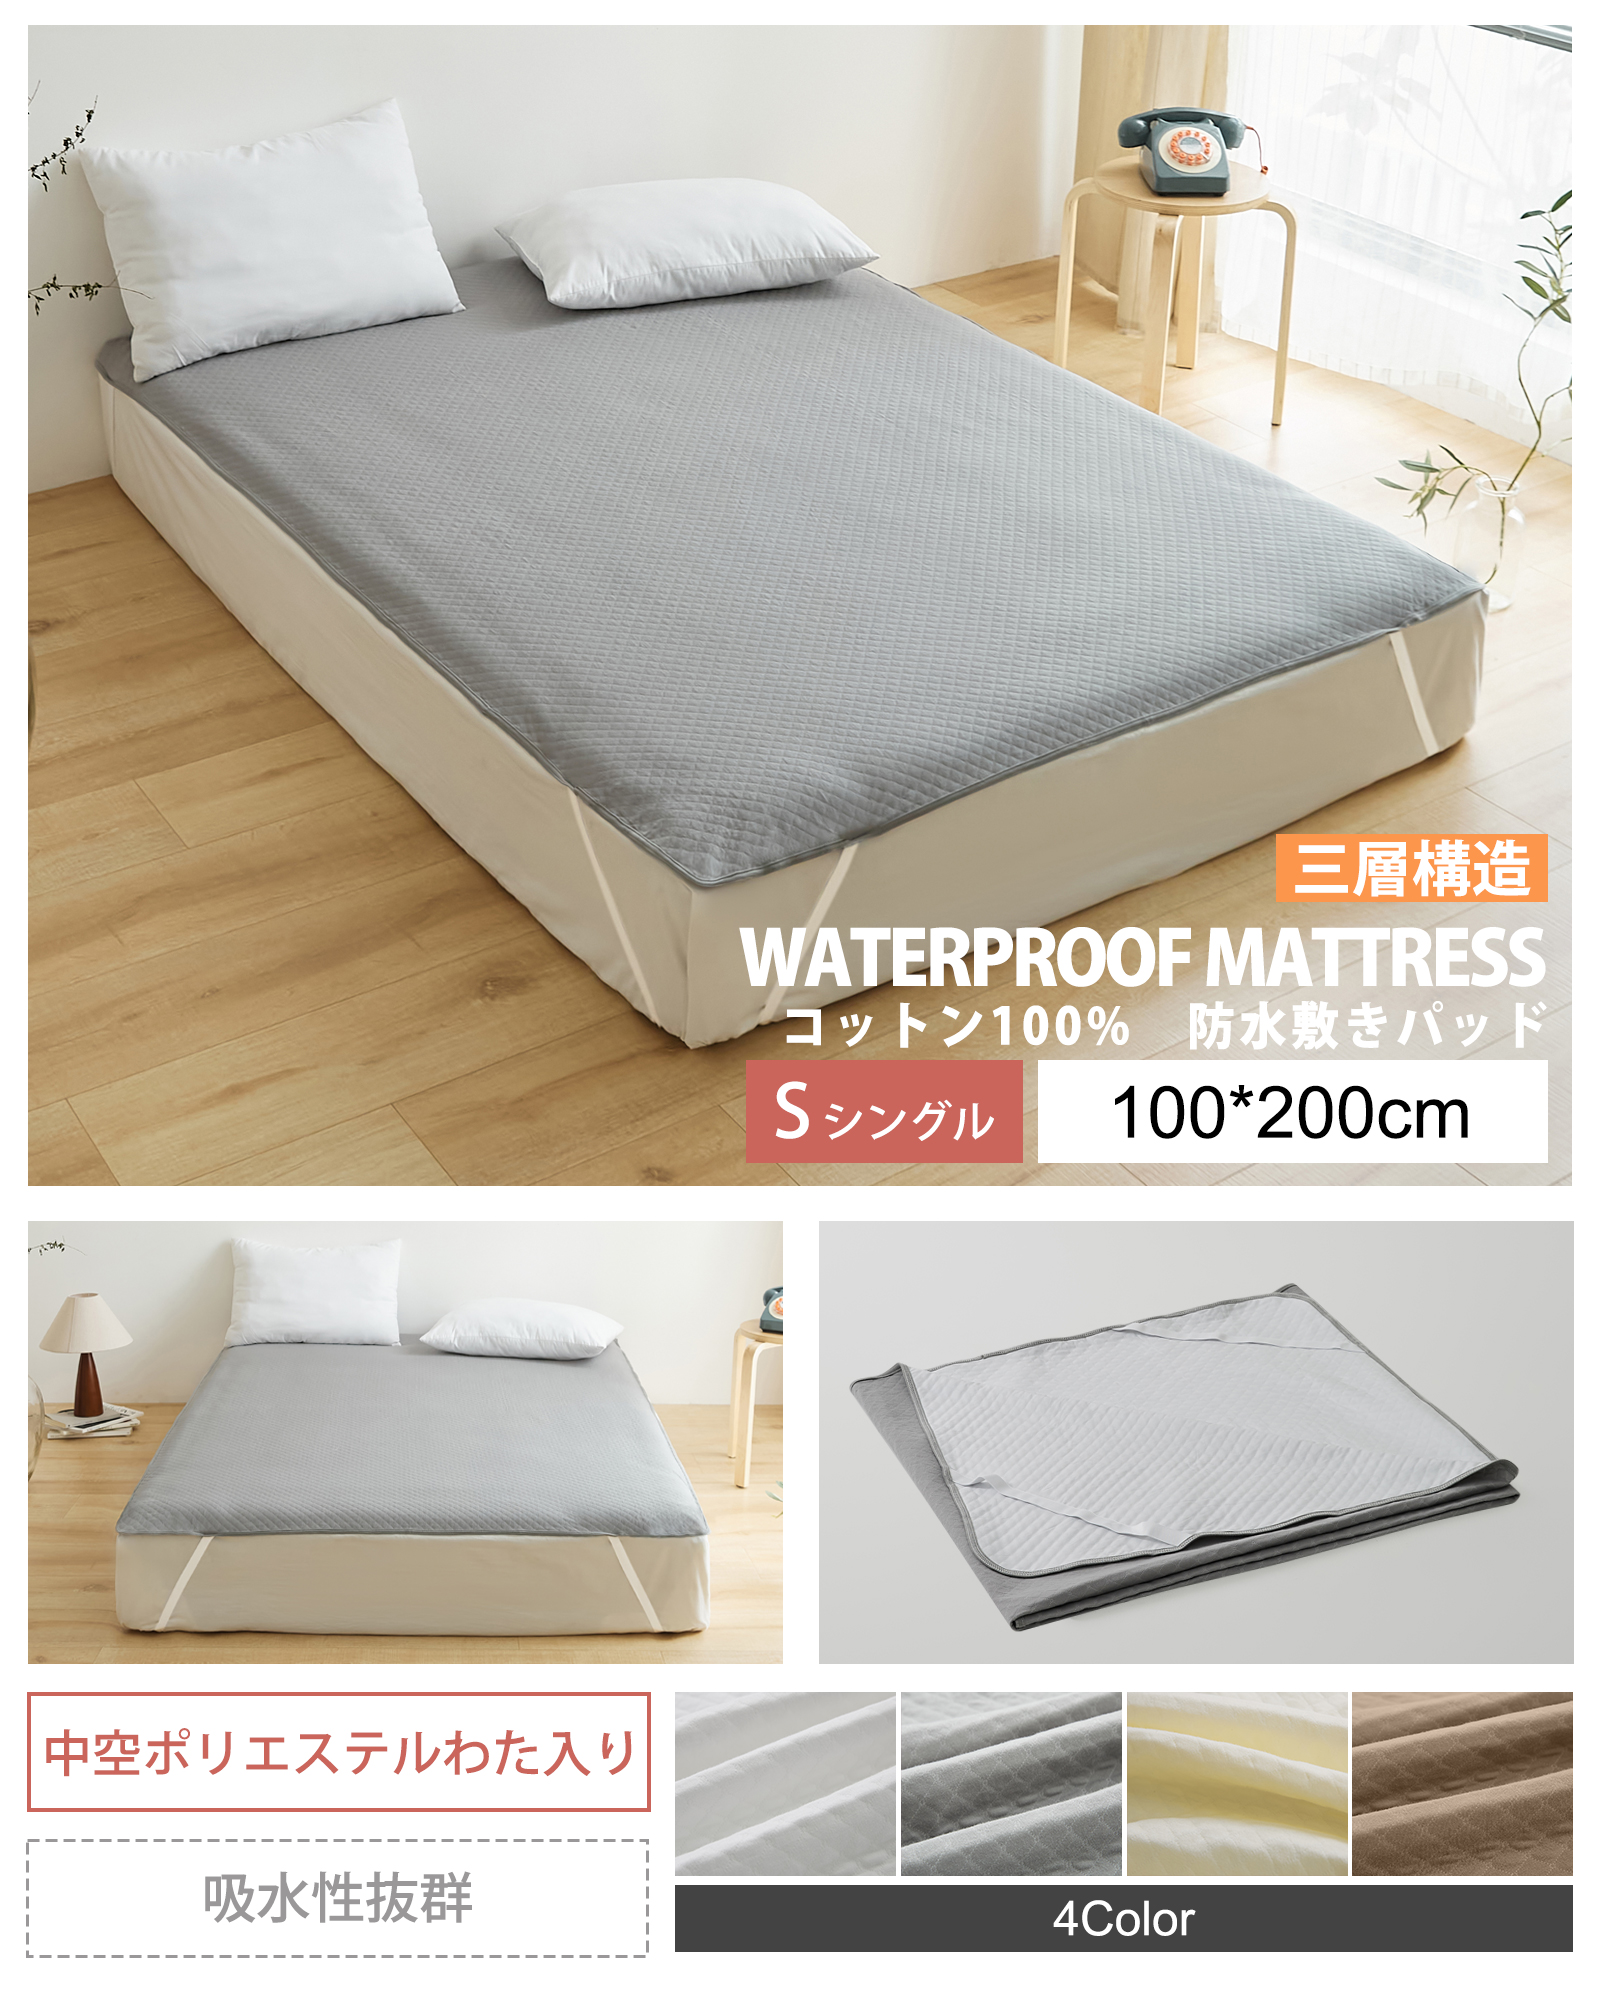 三層構造
WATERPROOF MATTRESS
コットン100%　防水敷きパッド
S シングル
100*200cm
中空ポリエステルわた入り
吸水性抜群
4Color